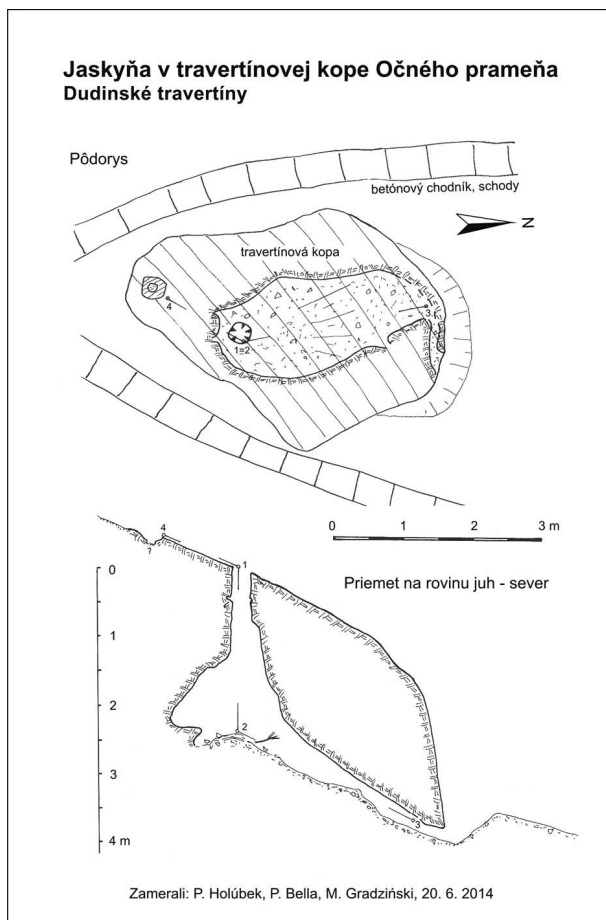 Jaskyňa v travertínovej kope Očného prameňa
Dudinské travertíny
Pôdorys
betónový chodník, schody
N
travertínová kopa
4
3
1=2
0 1 2 3 m
4
?
1
0
Priemet na rovinu juh - sever
1
2
2
3
3
4 m
Zamerali: P. Holúbek, P. Bella, M. Gradziński, 20. 6. 2014